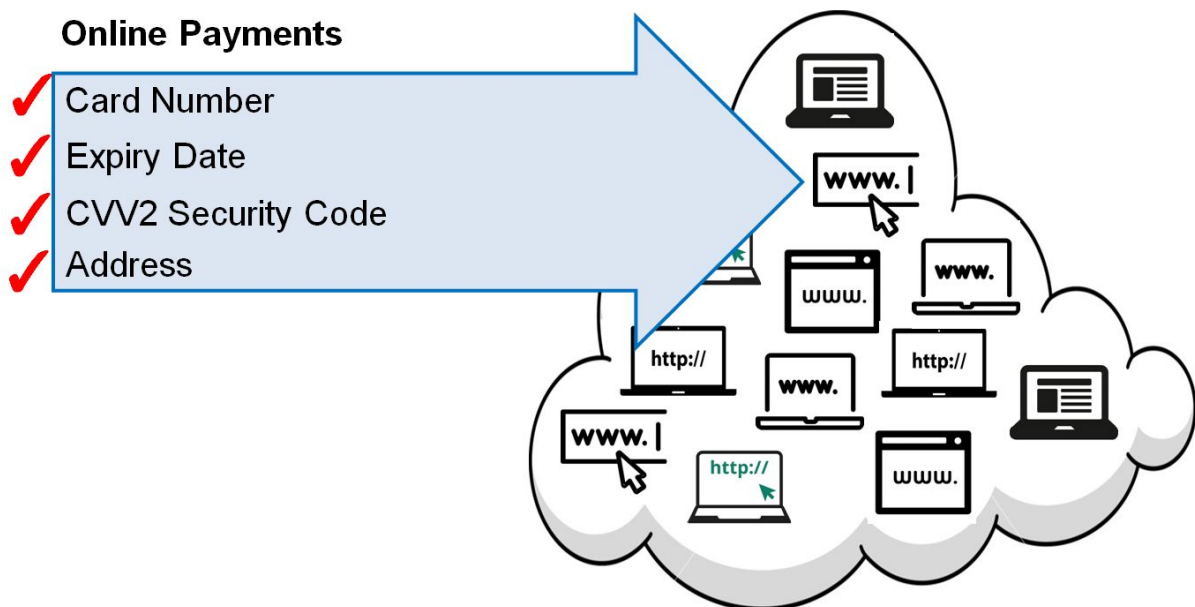 Online Payments
Card Number
Expiry Date
CVV2 Security Code
Address
www.
www.
www.
http://
www.
http://
www.
http://
www.